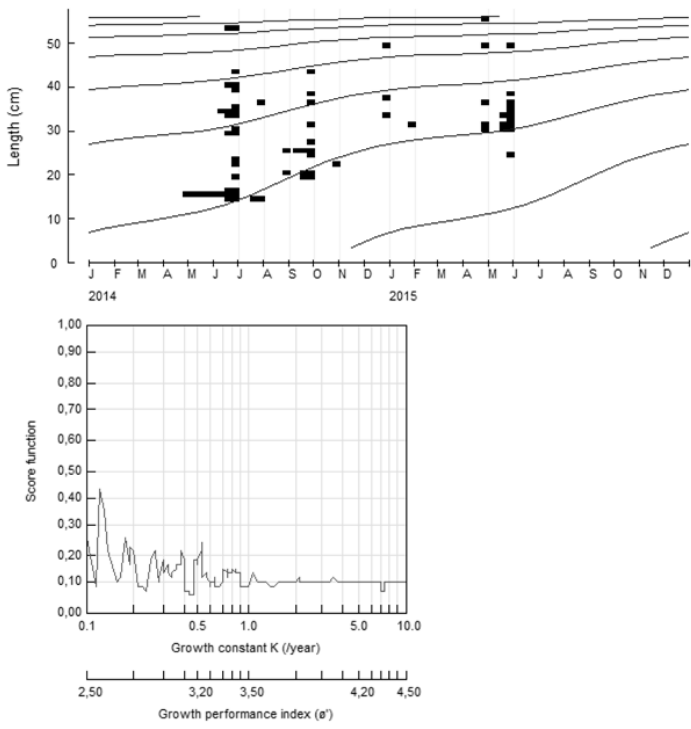 50
40
30
20
10
0
Length (cm)
J F M A M J J A S O N D J F M A M J J A S O N D
2014 2015
1,00
0,90
0,80
0,70
0,60
0,50
0,40
0,30
0,20
0,10
0,00
Score function
0.1 0.5 1.0 5.0 10.0
Growth constant K (/year)
2,50 3,20 3,50 4,20 4,50
Growth performance index (ø')